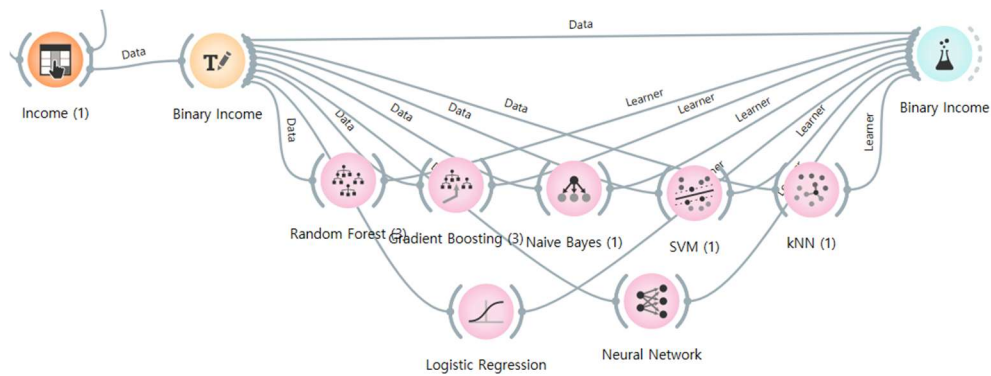 Data
Data
Income (1)
Binary Income
Binary Income
Data
Data
Data
Data
Data
Learner
Learner
Learner
Learner
Learner
Random Forest (3)
Gradient Boosting (3)
Naive Bayes (1)
SVM (1)
kNN (1)
Logistic Regression
Neural Network